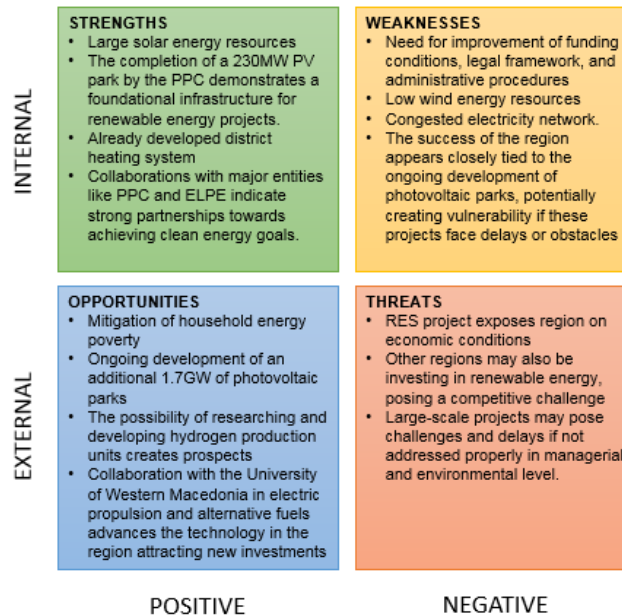 INTERNAL
STRENGTHS
• Large solar energy resources
• The completion of a 230MW PV
park by the PPC demonstrates a
foundational infrastructure for
renewable energy projects.
• Already developed district
heating system
• Collaborations with major entities
like PPC and ELPE indicate
strong partnerships towards
achieving clean energy goals.
WEAKNESSES
• Need for improvement of funding
conditions, legal framework, and
administrative procedures
• Low wind energy resources
• Congested electricity network.
• The success of the region
appears closely tied to the
ongoing development of
photovoltaic parks, potentially
creating vulnerability if these
projects face delays or obstacles
EXTERNAL
OPPORTUNITIES
• Mitigation of household energy
poverty
• Ongoing development of an
additional 1.7GW of photovoltaic
parks
• The possibility of researching and
developing hydrogen production
units creates prospects
• Collaboration with the University
of Western Macedonia in electric
propulsion and alternative fuels
advances the technology in the
region attracting new investments
THREATS
• RES project exposes region on
economic conditions
• Other regions may also be
investing in renewable energy,
posing a competitive challenge
• Large-scale projects may pose
challenges and delays if not
addressed properly in managerial
and environmental level.
POSITIVE
NEGATIVE